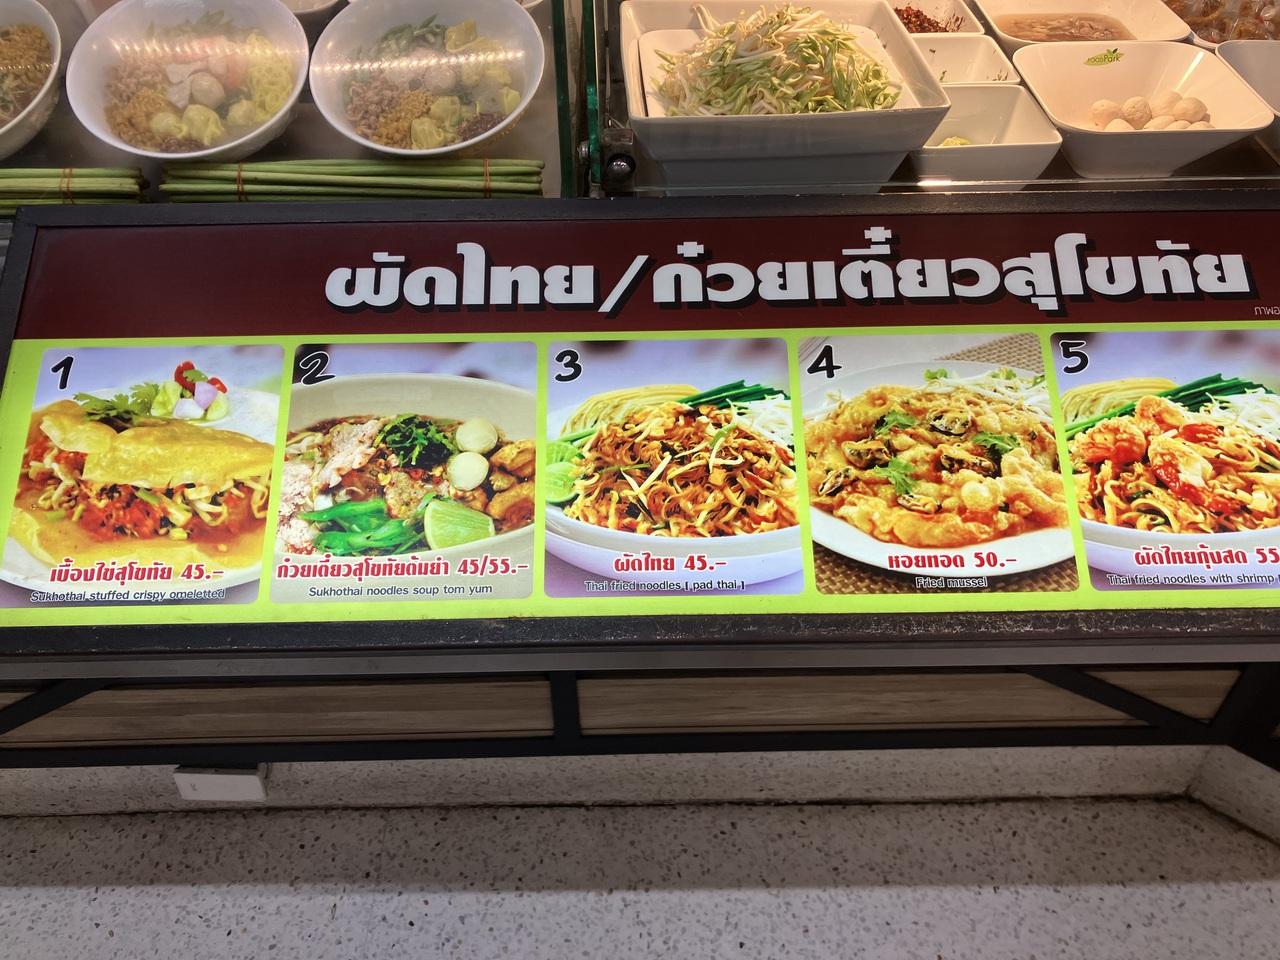 FOODPark
ผัดไทย/ก๋วยเตี๋ยวสุโขทัย
1
เบื้องไข่สุโขทัย 45.-
Sukhothai stuffed crispy omeletted
2
ก๋วยเตี๋ยวสุโขทัยต้มยำ 45/55.-
Sukhothai noodles soup tom yum
3
ผัดไทย 45.-
Thai fried noodles [ pad thai ]
4
หอยทอด 50.-
Fried mussel
5
ผัดไทยกุ้งสด 55
Thai fried noodles with shrimp